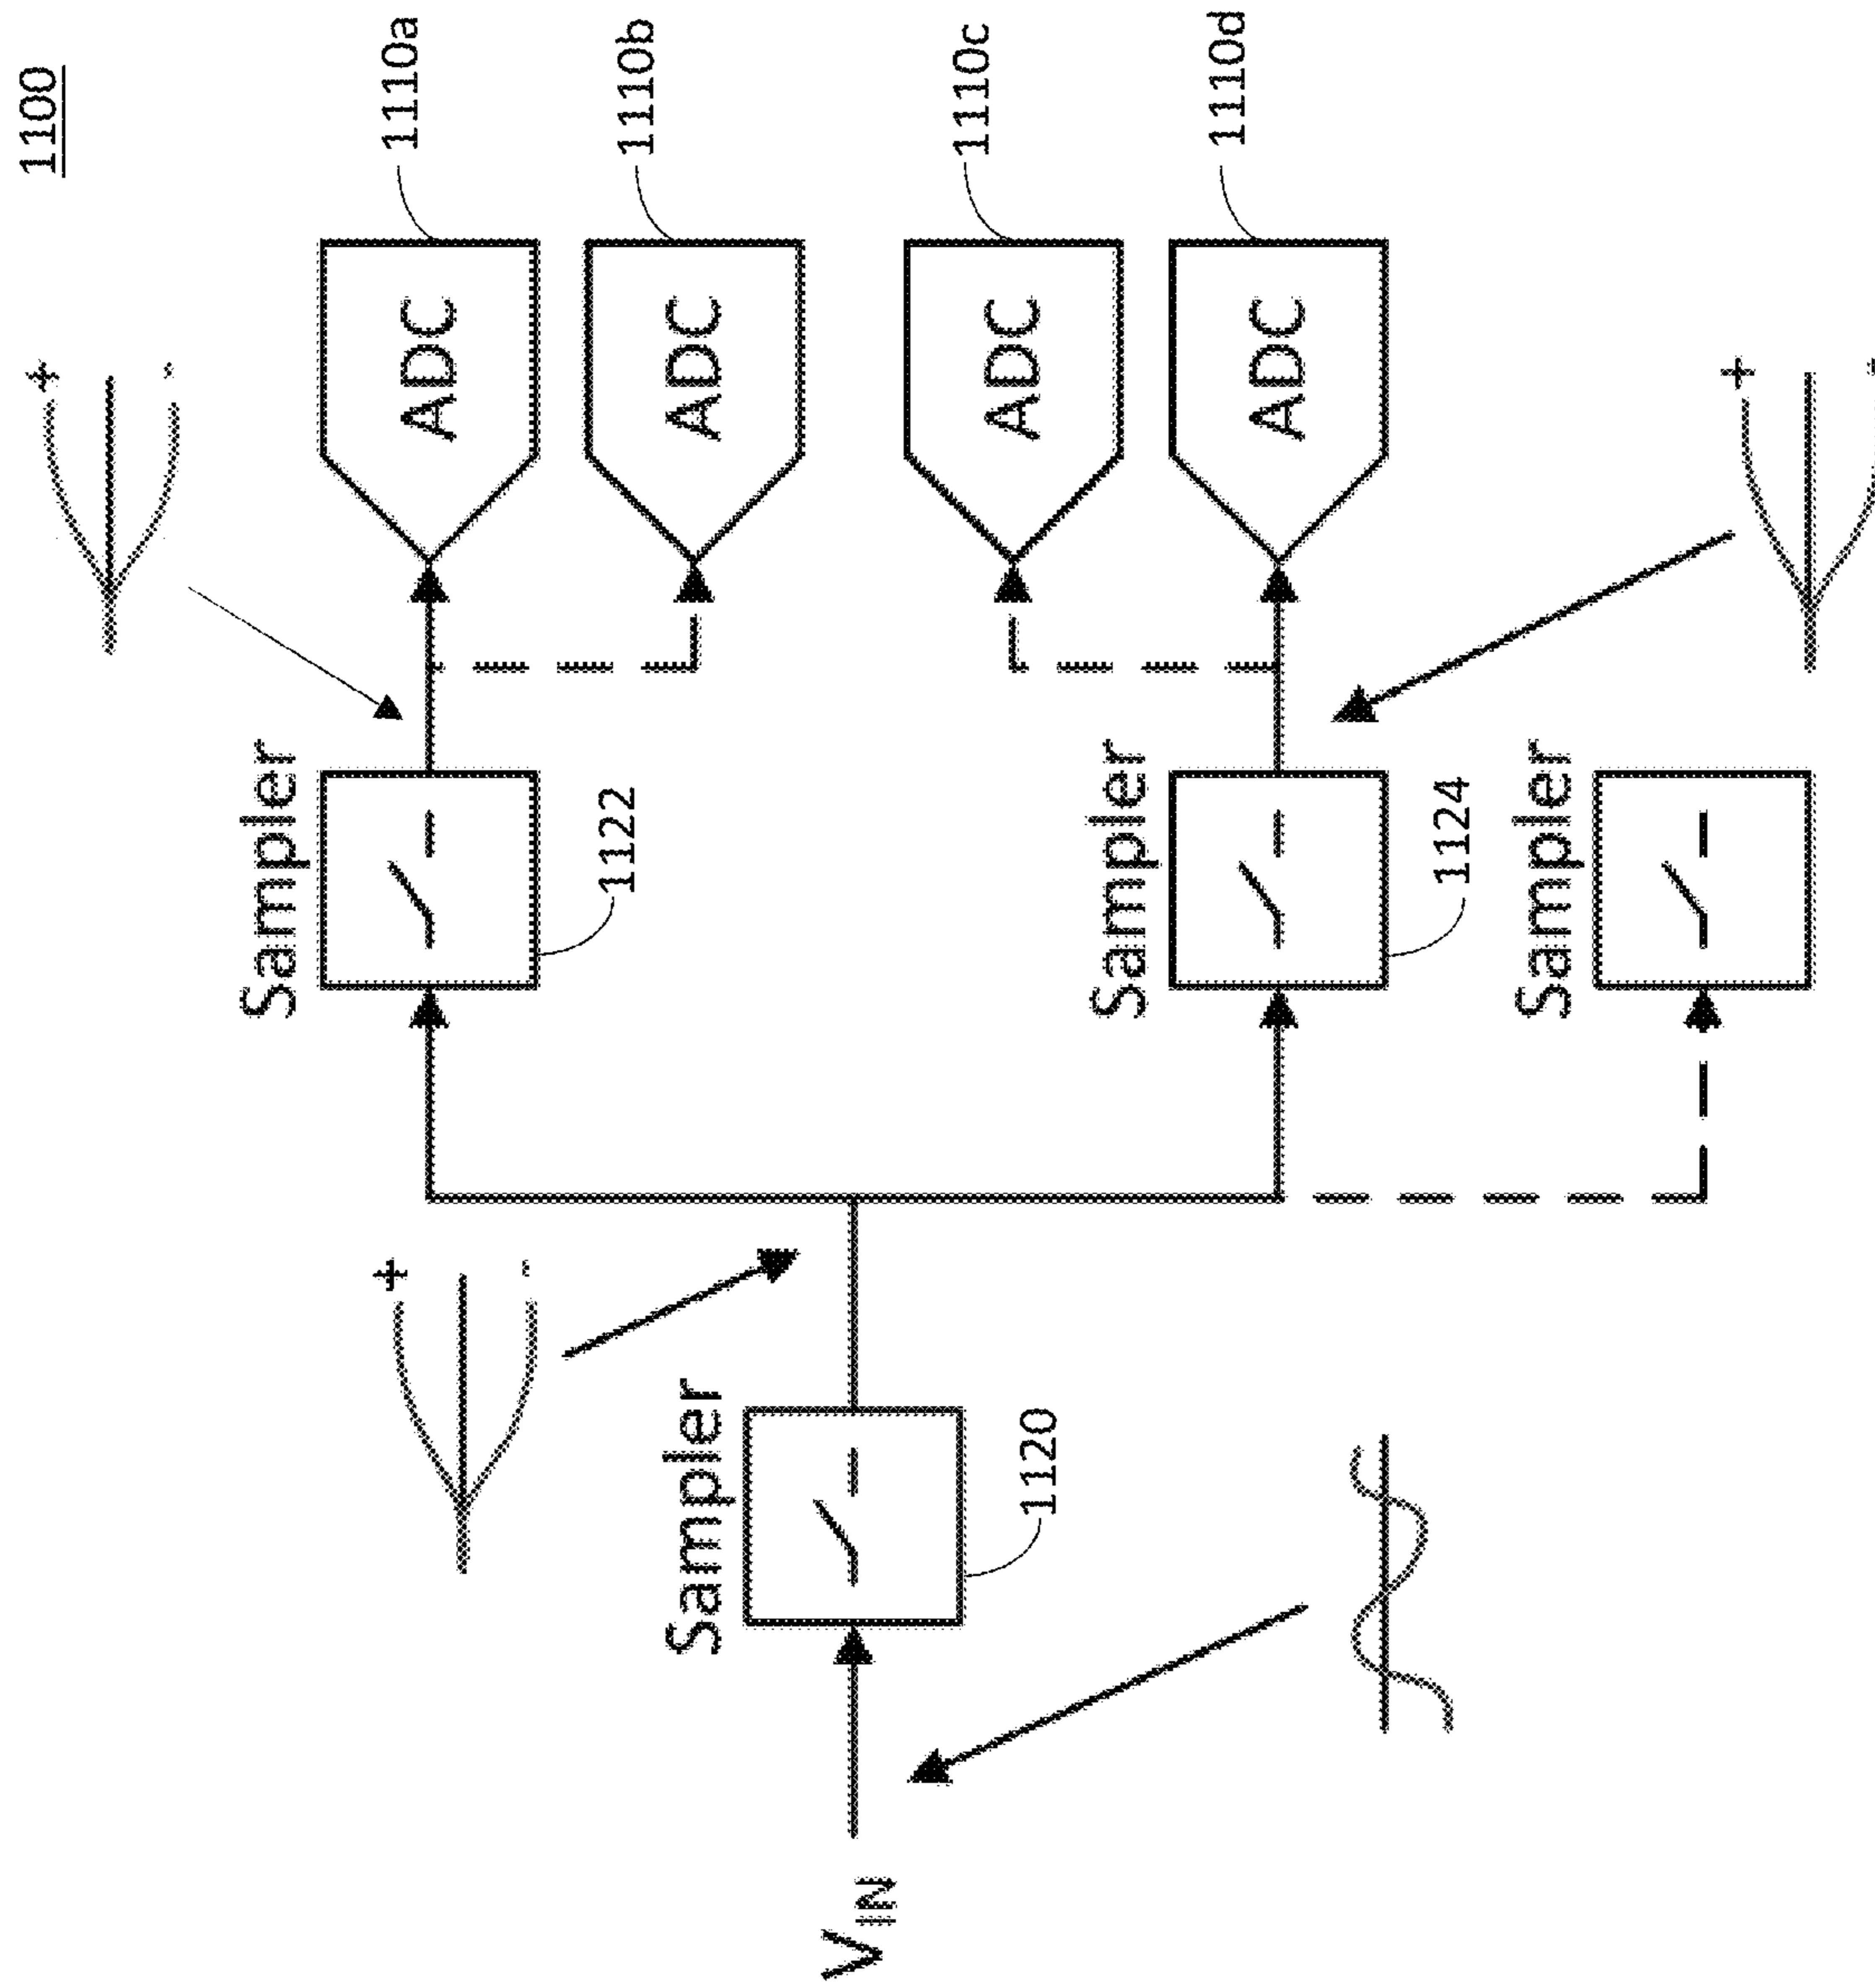 1100
+
-
ADC
1110a
ADC
1110b
ADC
1110c
ADC
1110d
Sampler
1122
Sampler
1124
+
-
Sampler
+
-
Sampler
1120
VIN